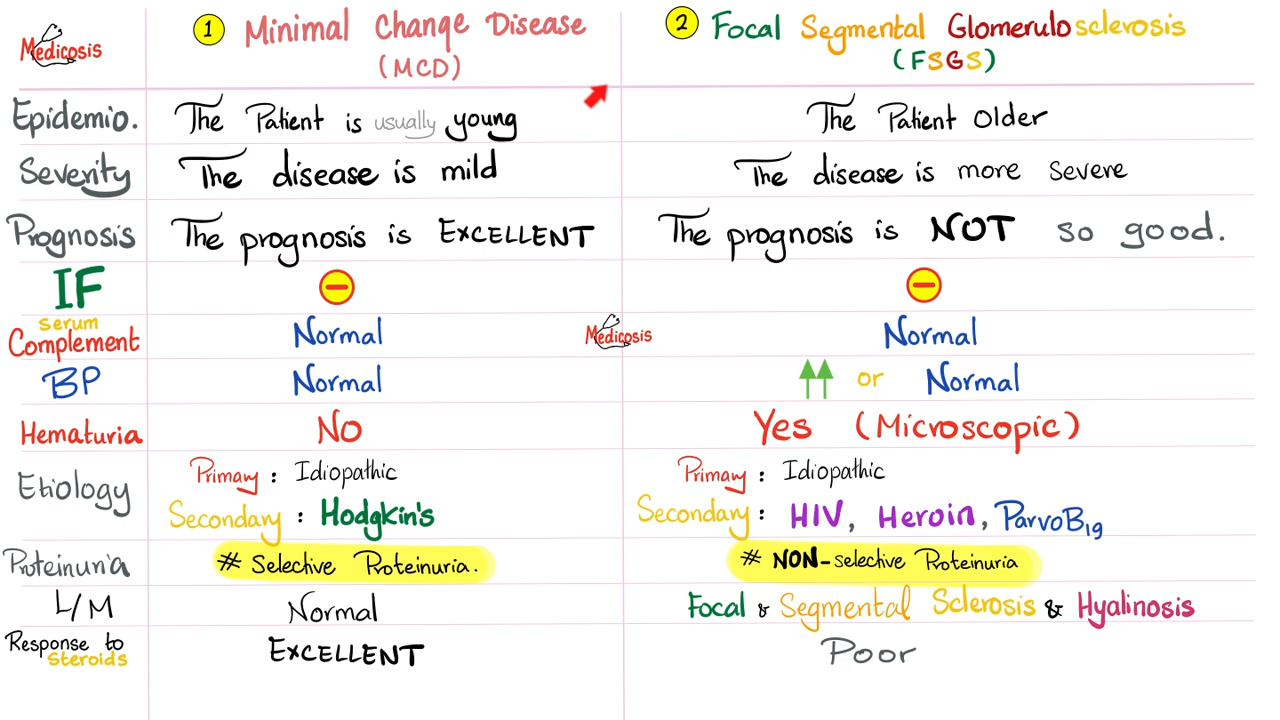 Medicosis
1 Minimal Change Disease
(MCD)
2 Focal Segmental Glomerulosclerosis
(FSGS)
Epidemio.
The Patient is usually young
The Patient Older
Severity
The disease is mild
The disease is more severe
Prognosis
The prognosis is EXCELLENT
The prognosis is NOT so good.
IF
−
−
serum
Complement
Normal
Medicosis
Normal
BP
Normal
or Normal
Hematuria
No
Yes (Microscopic)
Etiology
Primary : Idiopathic
Secondary : Hodgkin's
Primary : Idiopathic
Secondary : HIV, Heroin, ParvoB19
Proteinuria
# Selective Proteinuria.
# NON-selective Proteinuria
L/M
Normal
Focal & Segmental Sclerosis & Hyalinosis
Response to
Steroids
EXCELLENT
Poor